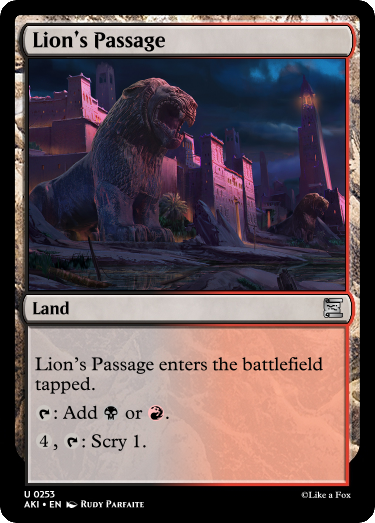 Lion's Passage
Land
Lion's Passage enters the battlefield
tapped.
: Add or .
4 , : Scry 1.
U 0253
AKI • EN Rudy Parfaite
©Like a Fox